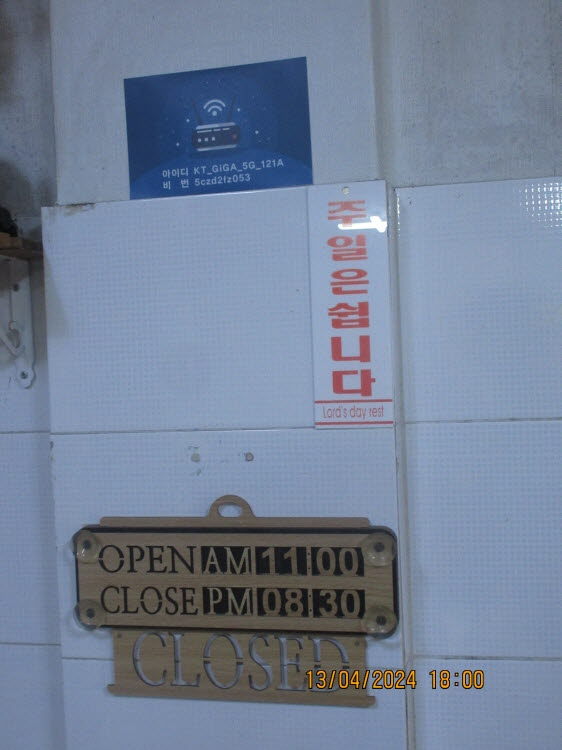 아이디 KT_GIGA_5G_121A
비 번 5czd2fz053
주일은쉽니다
Lord's day rest
OPEN AM 11:00
CLOSE PM 08:30
CLOSED
13/04/2024 18:00